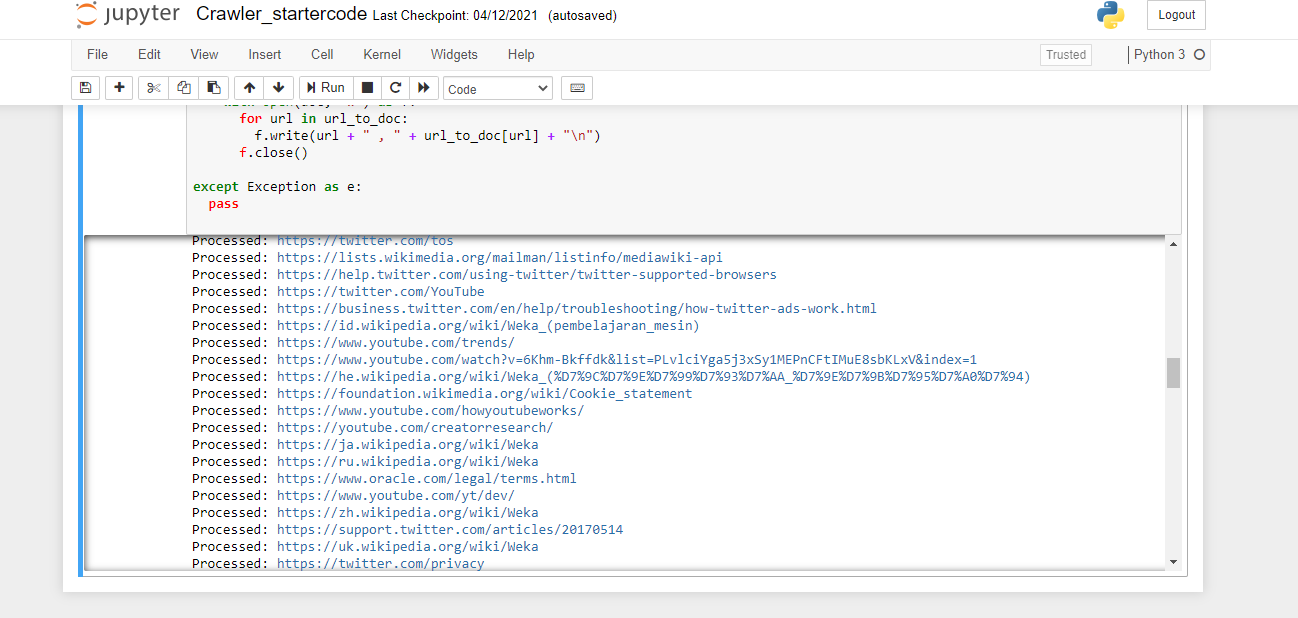 jupyter Crawler_startercode Last Checkpoint: 04/12/2021 (autosaved) Logout
File Edit View Insert Cell Kernel Widgets Help Trusted Python 3
Run Code
for url in url_to_doc:
f.write(url + " , " + url_to_doc[url] + "\n")
f.close()
except Exception as e:
pass
Processed: https://twitter.com/tos
Processed: https://lists.wikimedia.org/mailman/listinfo/mediawiki-api
Processed: https://help.twitter.com/using-twitter/twitter-supported-browsers
Processed: https://twitter.com/YouTube
Processed: https://business.twitter.com/en/help/troubleshooting/how-twitter-ads-work.html
Processed: https://id.wikipedia.org/wiki/Weka_(pembelajaran_mesin)
Processed: https://www.youtube.com/trends/
Processed: https://www.youtube.com/watch?v=6Khm-Bkffdk&list=PLvlciYga5j3xSy1MEPnCFtIMuE8sbKLxV&index=1
Processed: https://he.wikipedia.org/wiki/Weka_(%D7%9C%D7%9E%D7%99%D7%93%D7%AA_%D7%9E%D7%9B%D7%95%D7%A0%D7%94)
Processed: https://foundation.wikimedia.org/wiki/Cookie_statement
Processed: https://www.youtube.com/howyoutubeworks/
Processed: https://youtube.com/creatorresearch/
Processed: https://ja.wikipedia.org/wiki/Weka
Processed: https://ru.wikipedia.org/wiki/Weka
Processed: https://www.oracle.com/legal/terms.html
Processed: https://www.youtube.com/yt/dev/
Processed: https://zh.wikipedia.org/wiki/Weka
Processed: https://support.twitter.com/articles/20170514
Processed: https://uk.wikipedia.org/wiki/Weka
Processed: https://twitter.com/privacy